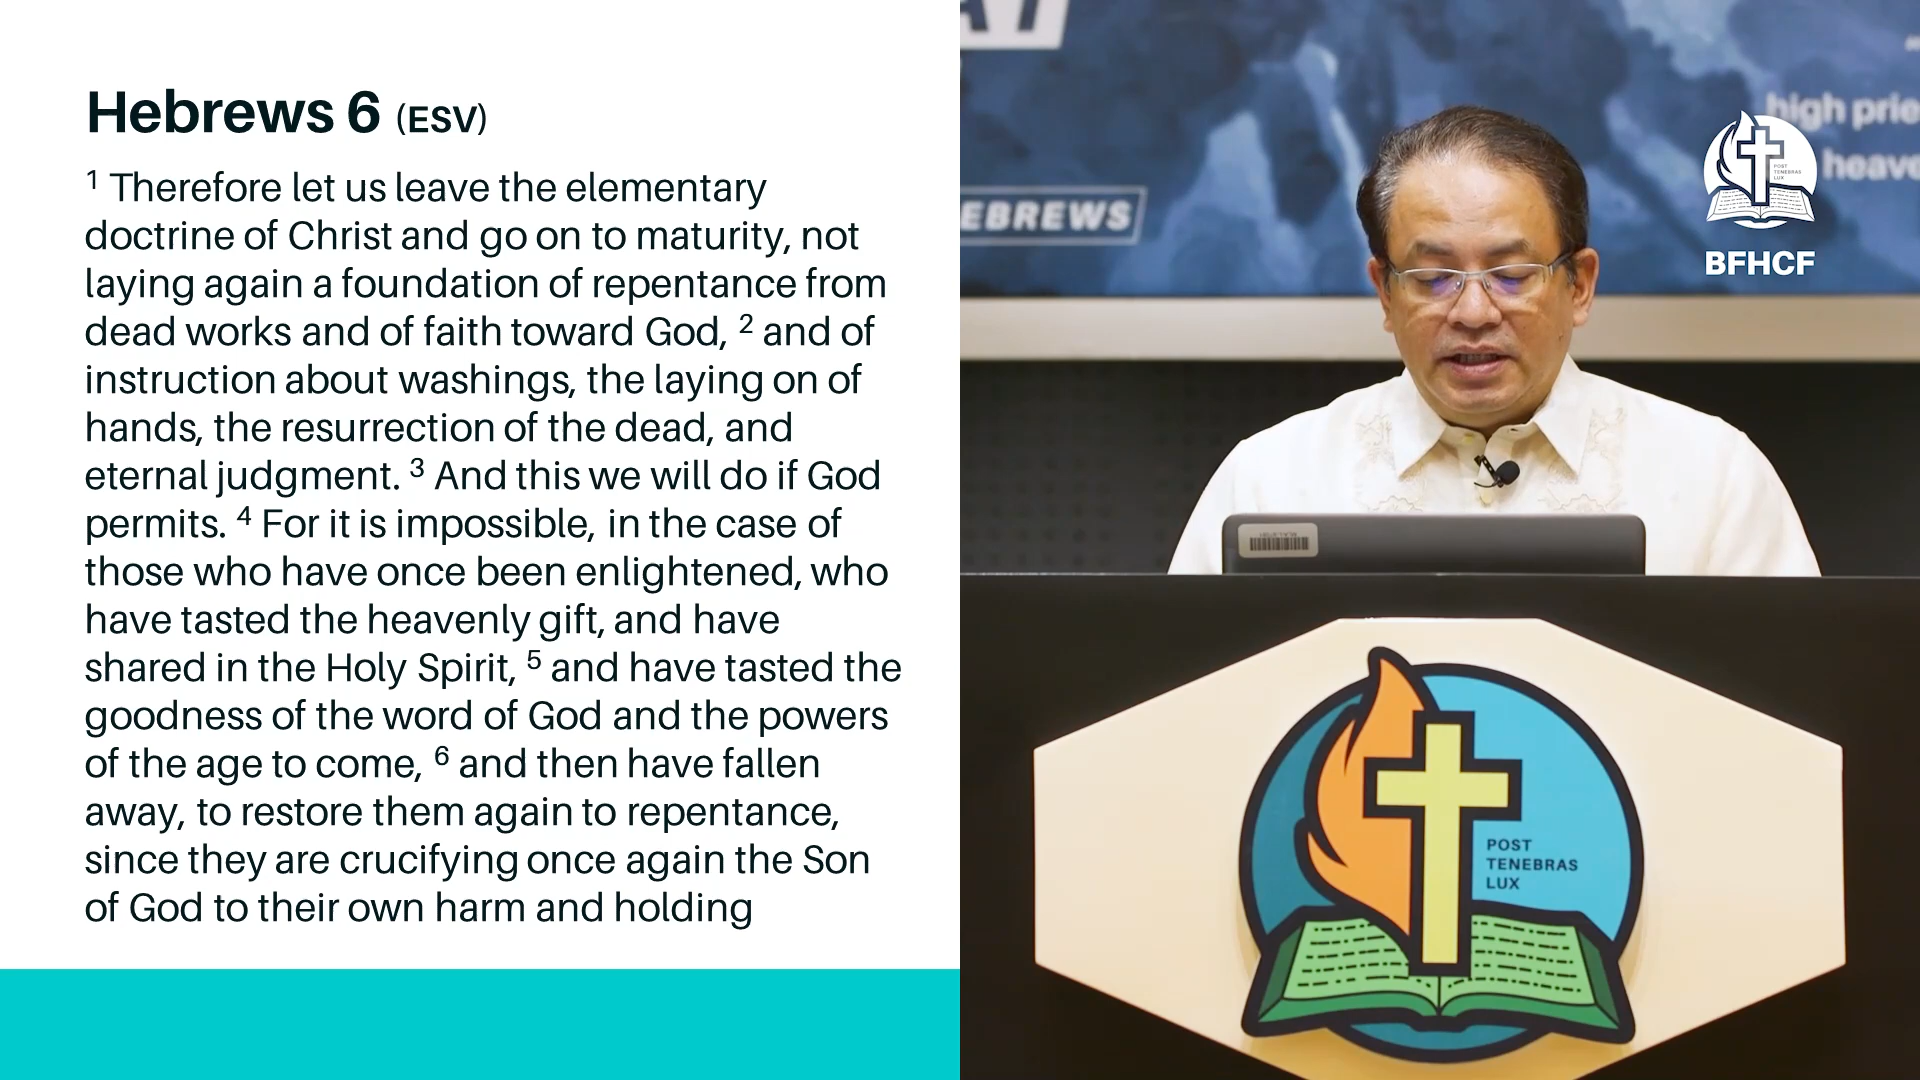 Hebrews 6 (ESV)
1 Therefore let us leave the elementary
doctrine of Christ and go on to maturity, not
laying again a foundation of repentance from
dead works and of faith toward God, 2 and of
instruction about washings, the laying on of
hands, the resurrection of the dead, and
eternal judgment. 3 And this we will do if God
permits. 4 For it is impossible, in the case of
those who have once been enlightened, who
have tasted the heavenly gift, and have
shared in the Holy Spirit, 5 and have tasted the
goodness of the word of God and the powers
of the age to come, 6 and then have fallen
away, to restore them again to repentance,
since they are crucifying once again the Son
of God to their own harm and holding
EBREWS
high prie
heave
POST
TENEBRAS
LUX
BFHCF
POST
TENEBRAS
LUX